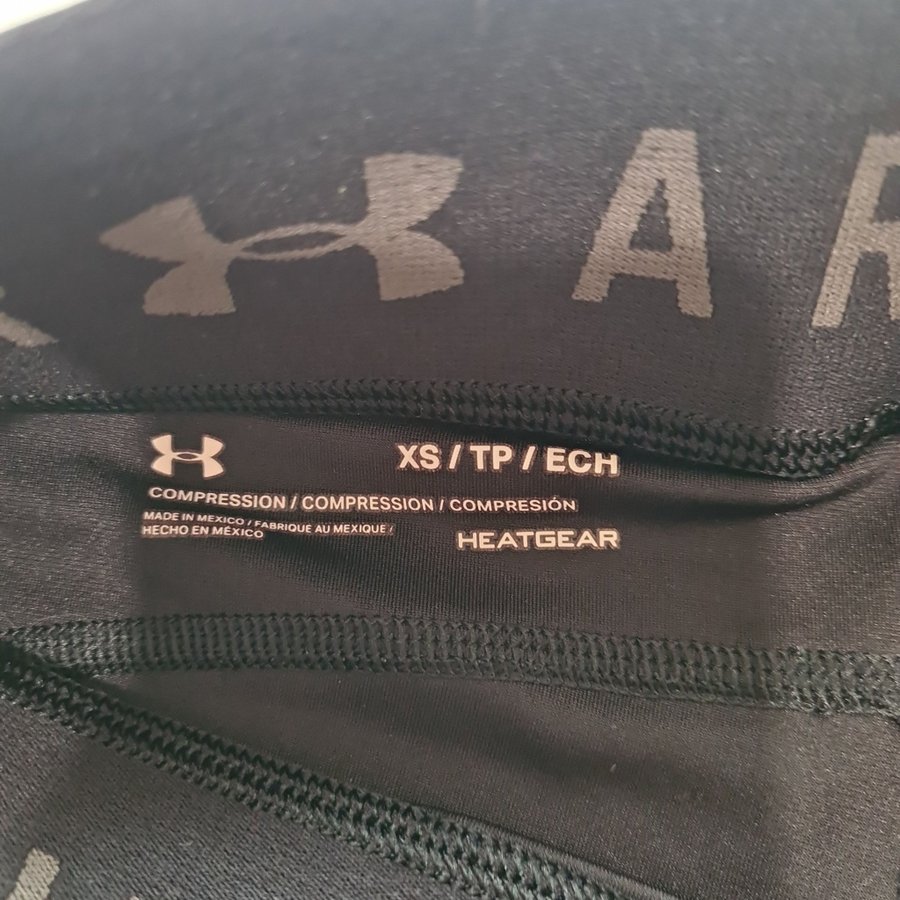 AR
XS / TP / ECH
COMPRESSION / COMPRESSION / COMPRESIÓN
MADE IN MEXICO / FABRIQUE AU MEXIQUE /
HECHO EN MÉXICO
HEATGEAR